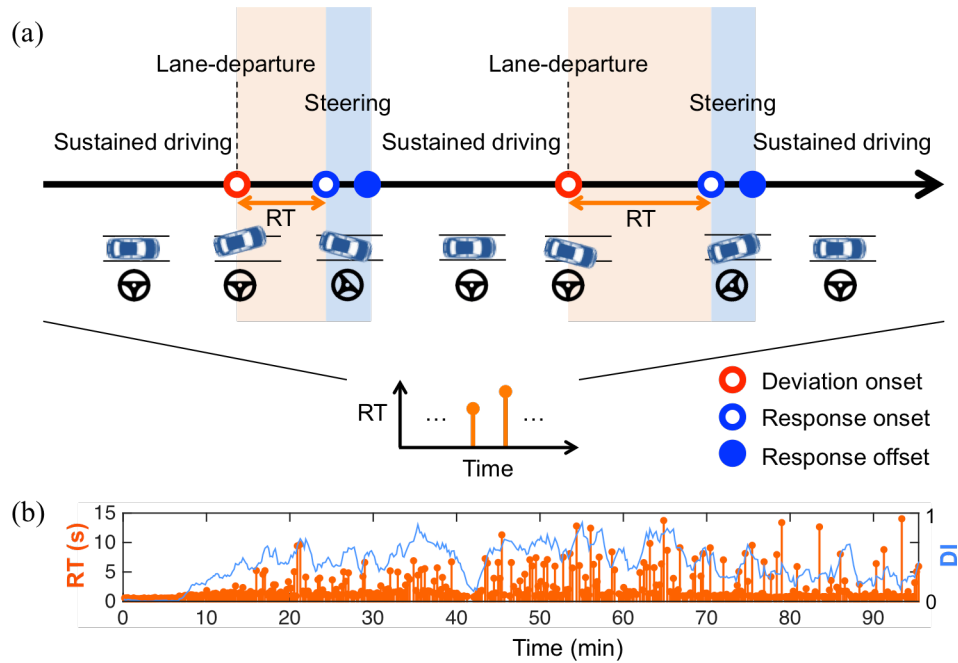 (a)
Lane-departure
Lane-departure
Steering
Steering
Sustained driving
Sustained driving
Sustained driving
RT
RT
RT
... ...
Time
Deviation onset
Response onset
Response offset
(b)
RT (s)
15
10
5
0
1
0
DI
0 10 20 30 40 50 60 70 80 90
Time (min)